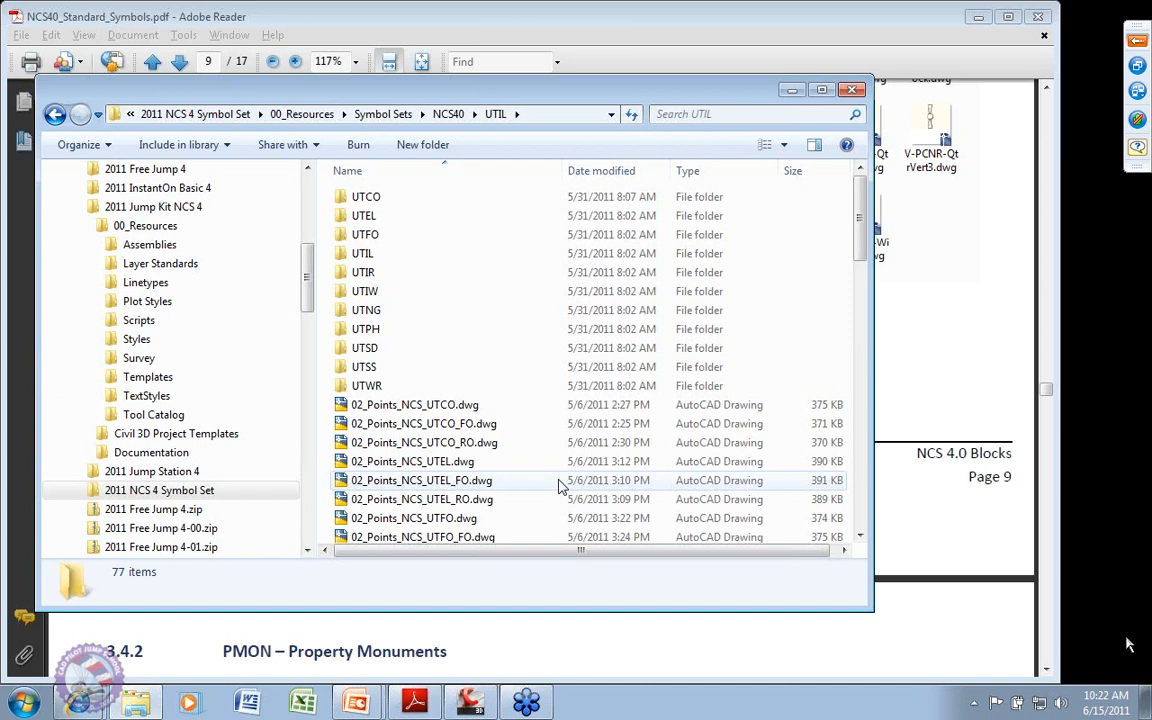 NCS40_Standard_Symbols.pdf - Adobe Reader
File Edit View Document Tools Window Help
9 / 17 117% Find
« 2011 NCS 4 Symbol Set 00_Resources Symbol Sets NCS40 UTIL Search UTIL
Organize Include in library Share with Burn New folder
Name Date modified Type Size
2011 Free Jump 4
2011 InstantOn Basic 4
2011 Jump Kit NCS 4
00_Resources
Assemblies
Layer Standards
Linetypes
Plot Styles
Scripts
Styles
Survey
Templates
TextStyles
Tool Catalog
Civil 3D Project Templates
Documentation
2011 Jump Station 4
2011 NCS 4 Symbol Set
2011 Free Jump 4.zip
2011 Free Jump 4-00.zip
2011 Free Jump 4-01.zip
UTCO 5/31/2011 8:07 AM File folder
UTEL 5/31/2011 8:02 AM File folder
UTFO 5/31/2011 8:02 AM File folder
UTIL 5/31/2011 8:02 AM File folder
UTIR 5/31/2011 8:02 AM File folder
UTIW 5/31/2011 8:02 AM File folder
UTNG 5/31/2011 8:02 AM File folder
UTPH 5/31/2011 8:02 AM File folder
UTSD 5/31/2011 8:02 AM File folder
UTSS 5/31/2011 8:02 AM File folder
UTWR 5/31/2011 8:02 AM File folder
02_Points_NCS_UTCO.dwg 5/6/2011 2:27 PM AutoCAD Drawing 375 KB
02_Points_NCS_UTCO_FO.dwg 5/6/2011 2:25 PM AutoCAD Drawing 371 KB
02_Points_NCS_UTCO_RO.dwg 5/6/2011 2:30 PM AutoCAD Drawing 370 KB
02_Points_NCS_UTEL.dwg 5/6/2011 3:12 PM AutoCAD Drawing 390 KB
02_Points_NCS_UTEL_FO.dwg 5/6/2011 3:10 PM AutoCAD Drawing 391 KB
02_Points_NCS_UTEL_RO.dwg 5/6/2011 3:09 PM AutoCAD Drawing 389 KB
02_Points_NCS_UTFO.dwg 5/6/2011 3:22 PM AutoCAD Drawing 374 KB
02_Points_NCS_UTFO_FO.dwg 5/6/2011 3:24 PM AutoCAD Drawing 375 KB
77 items
V-PCNR-Qt
rVert3.dwg
NCS 4.0 Blocks
Page 9
3.4.2 PMON – Property Monuments
10:22 AM
6/15/2011